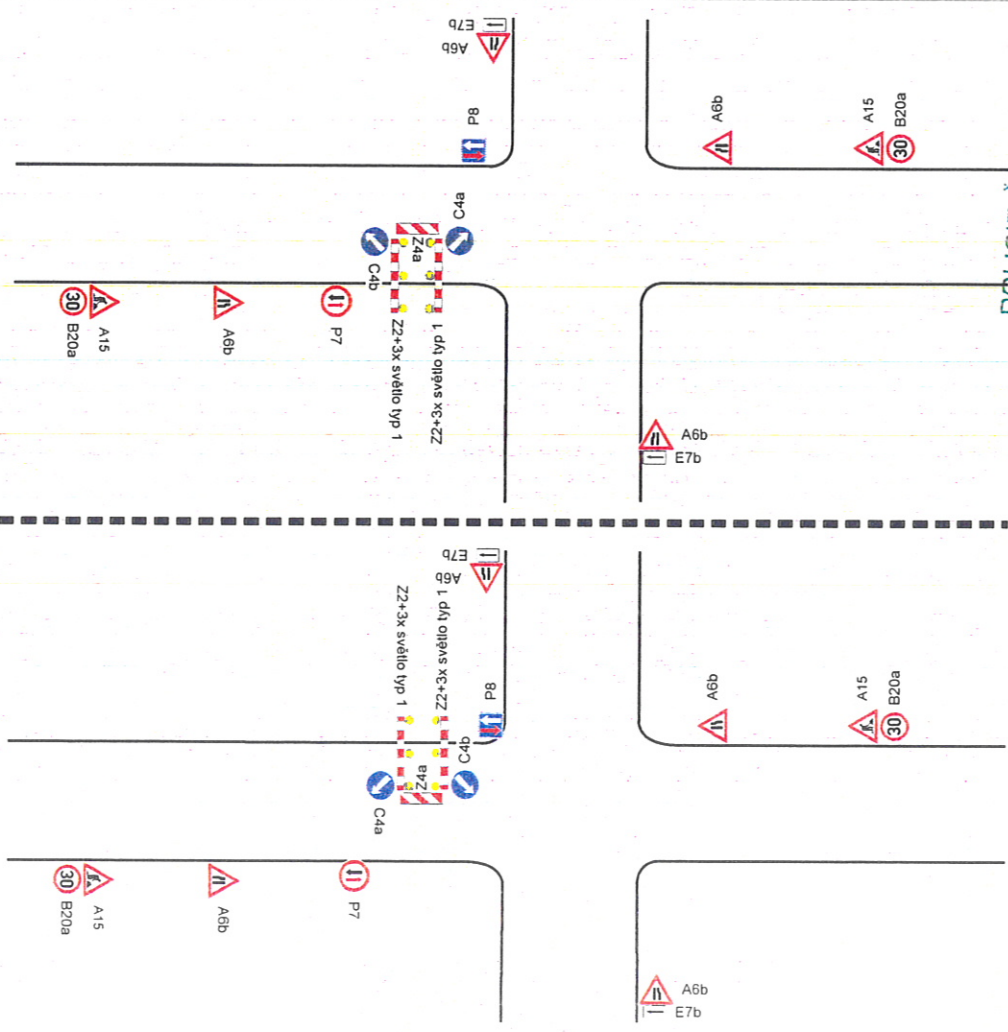 E7b
A6b
P8
A6b
A15
B20a
30
C4a
Z4a
C4b
30
B20a
A15
A6b
P7
Z2+3x světlo typ 1
Z2+3x světlo typ 1
A6b
E7b
E7b
A6b
Z2+3x světlo typ 1
Z2+3x světlo typ 1
P8
A6b
A15
B20a
30
C4b
Z4a
C4a
30
B20a
A15
A6b
P7
A6b
E7b